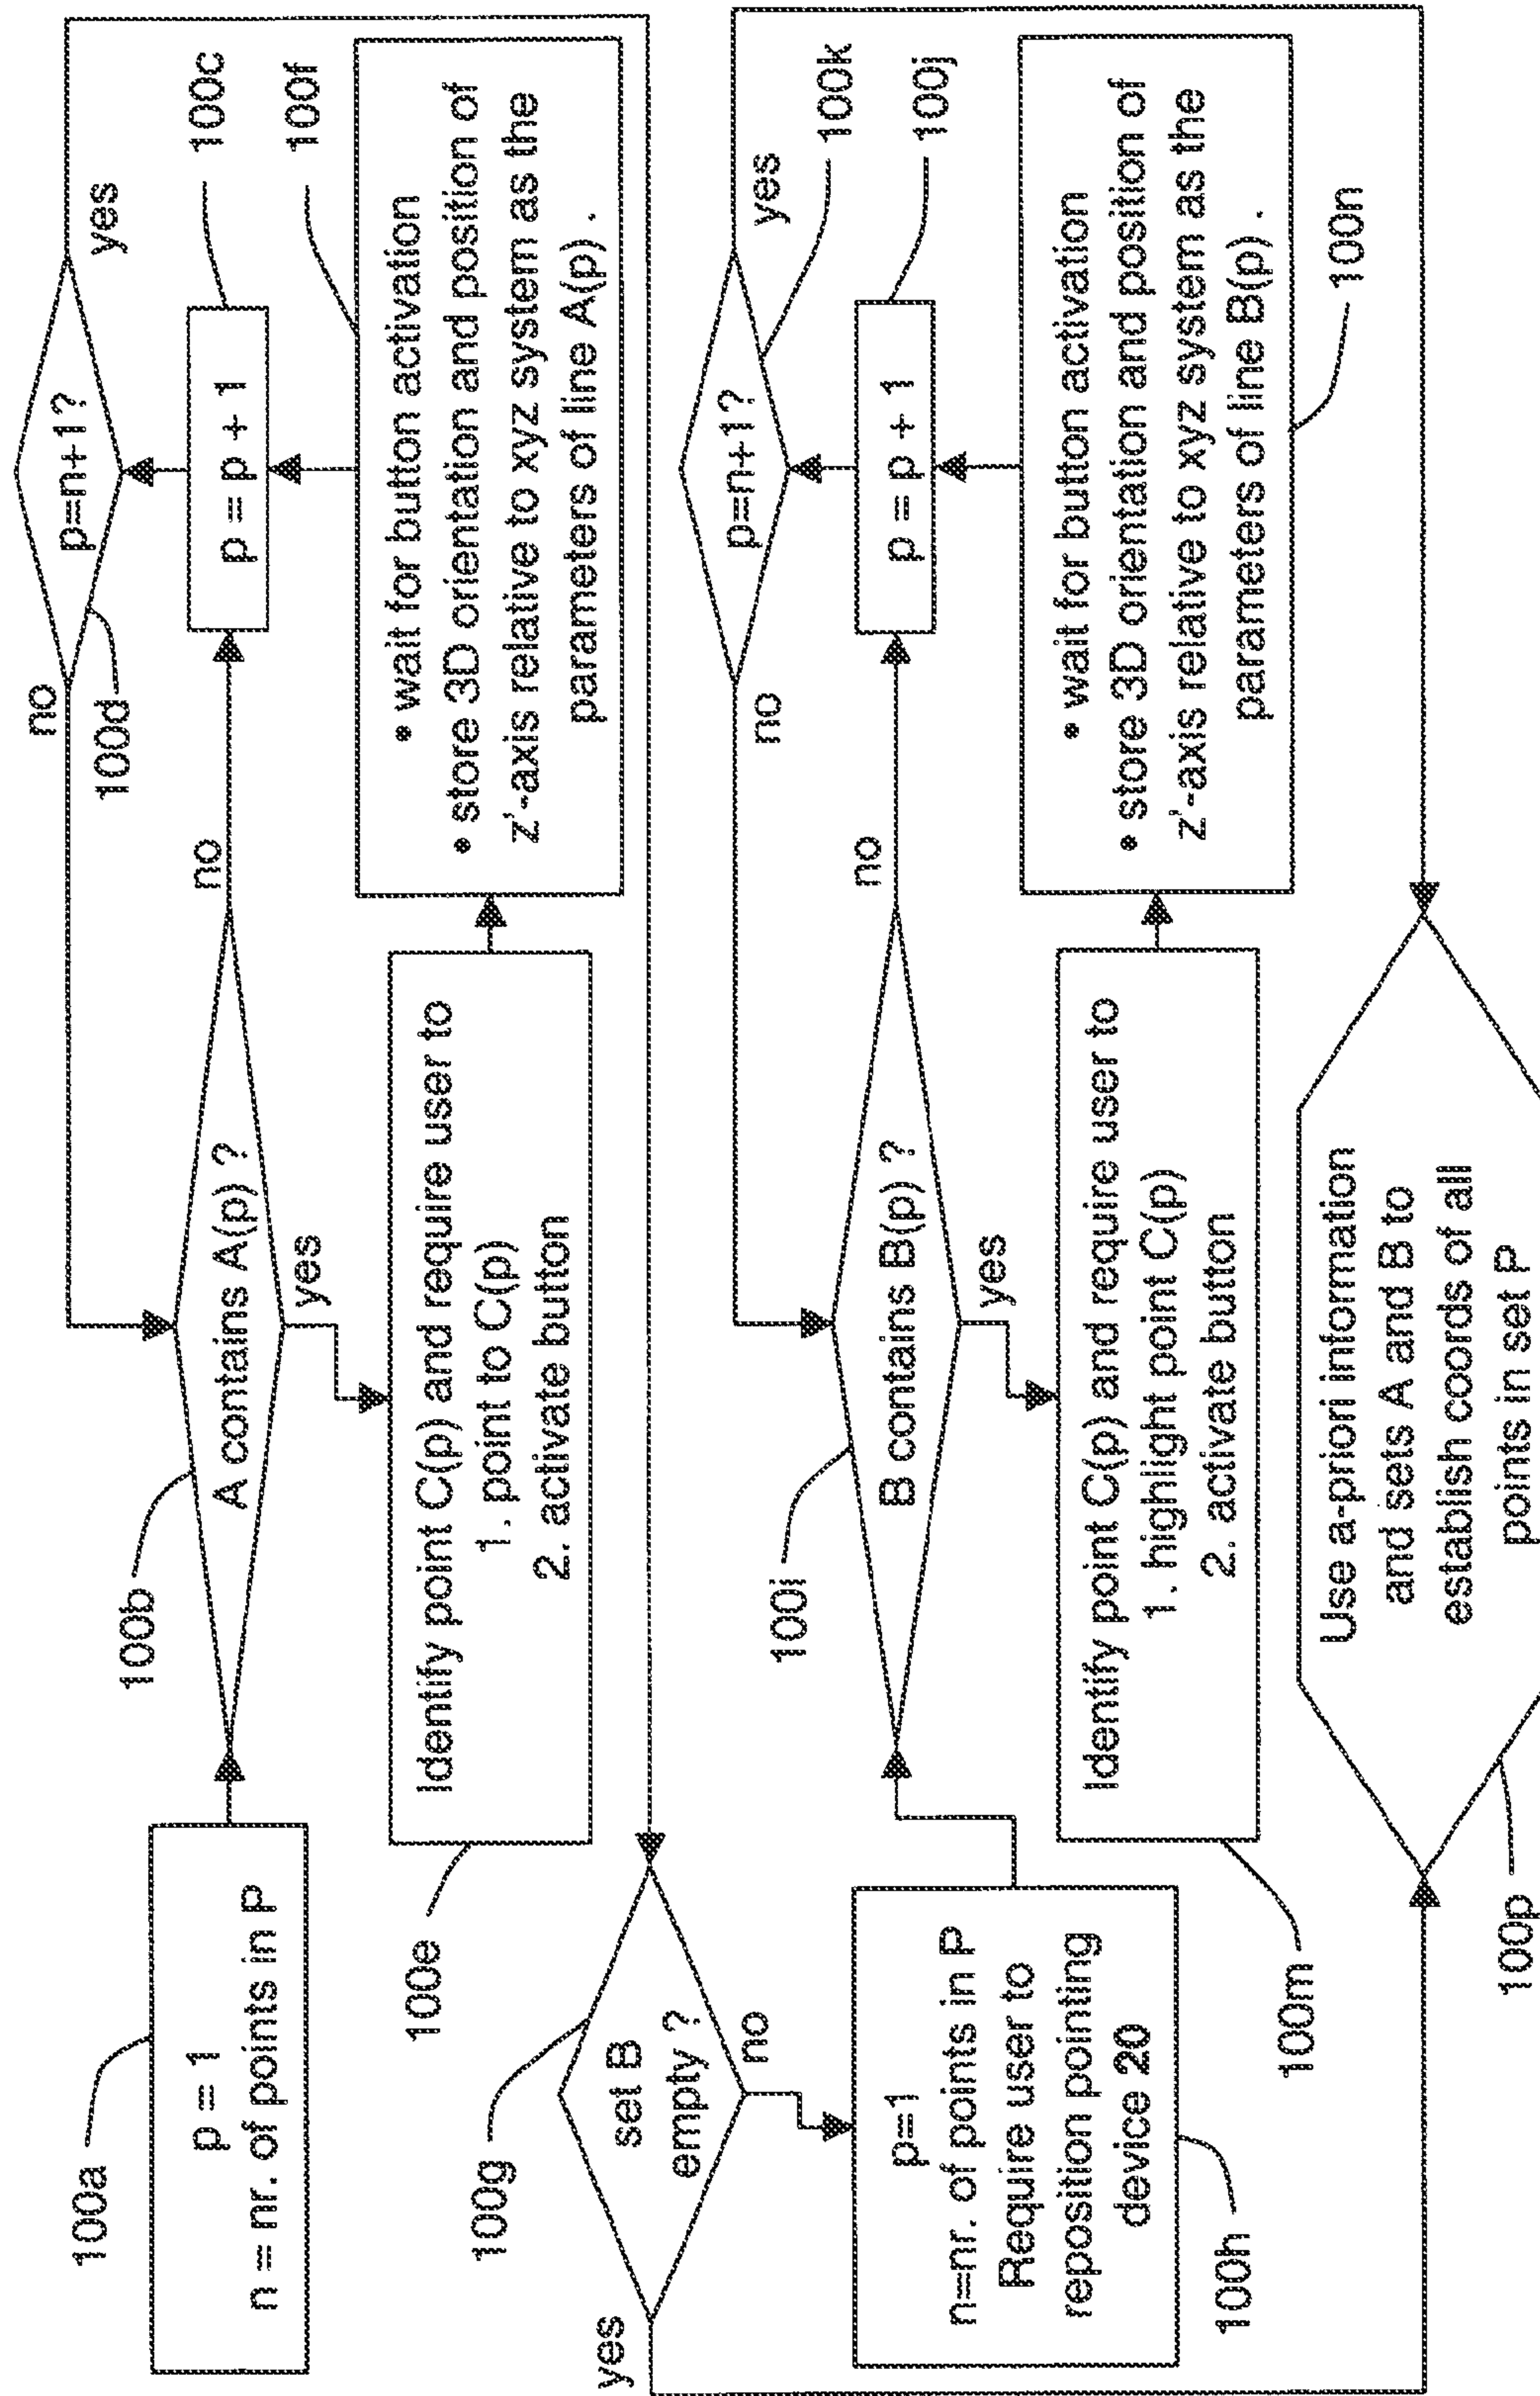 100a
p = 1
n = nr. of points in P
100b
A contains A(p) ?
yes
no
100c
p = p + 1
p=n+1?
no
yes
100d
100e
Identify point C(p) and require user to
1. point to C(p)
2. activate button
100f
• wait for button activation
• store 3D orientation and position of
z'-axis relative to xyz system as the
parameters of line A(p) .
100g
set B
empty ?
yes
no
p=1
n=nr. of points in P
Require user to
reposition pointing
device 20
100h
100i
B contains B(p) ?
yes
no
p=n+1?
no
yes
100k
p = p + 1
100j
Identify point C(p) and require user to
1. highlight point C(p)
2. activate button
100m
• wait for button activation
• store 3D orientation and position of
z'-axis relative to xyz system as the
parameters of line B(p) .
100n
Use a-priori information
and sets A and B to
establish coords of all
points in set P
100p